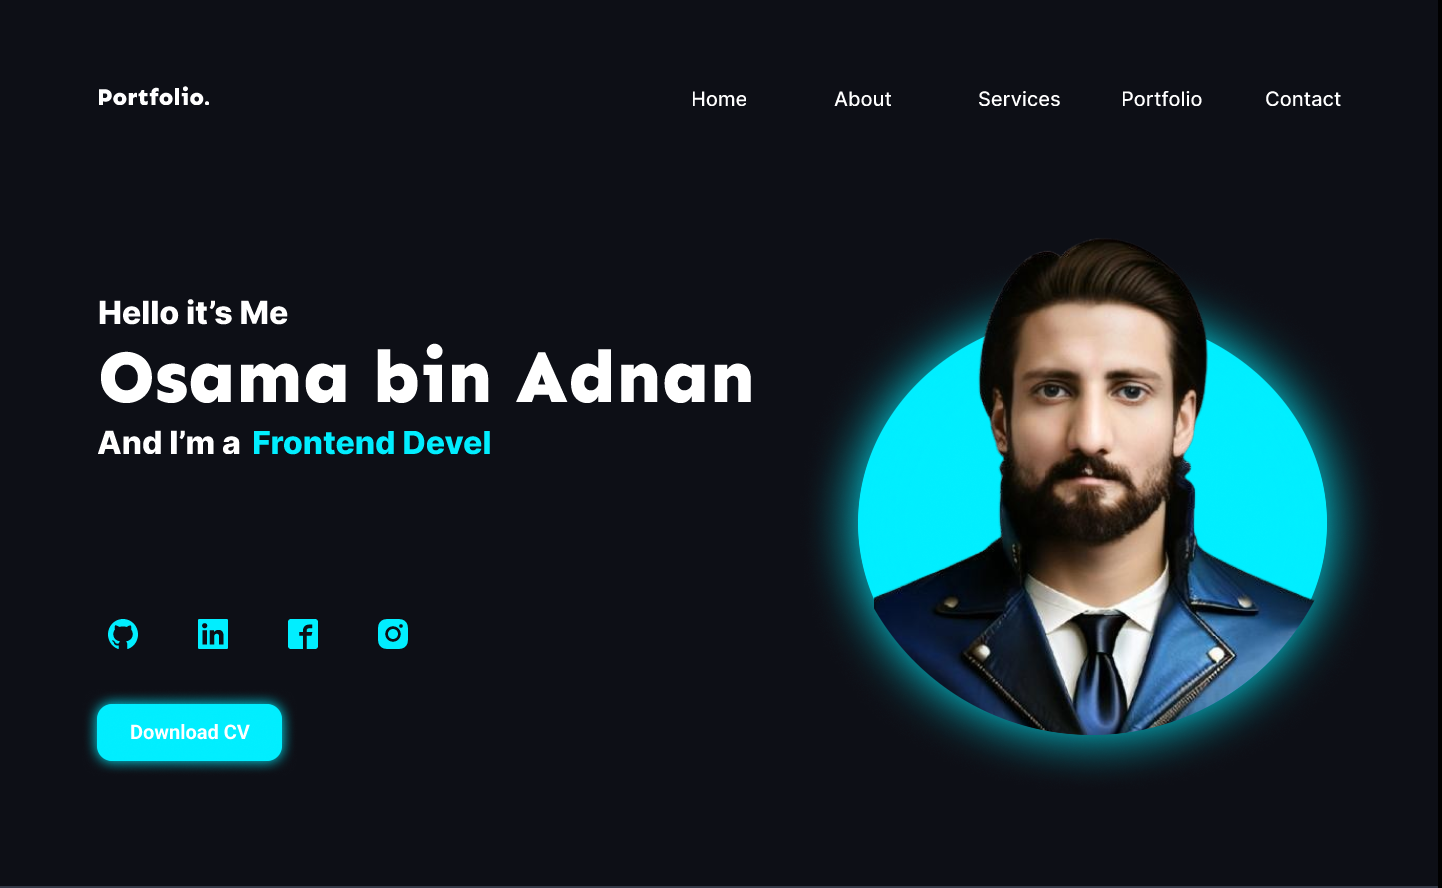 Portfolio.
Home About Services Portfolio Contact
Hello it’s Me
Osama bin Adnan
And I’m a Frontend Devel
Download CV